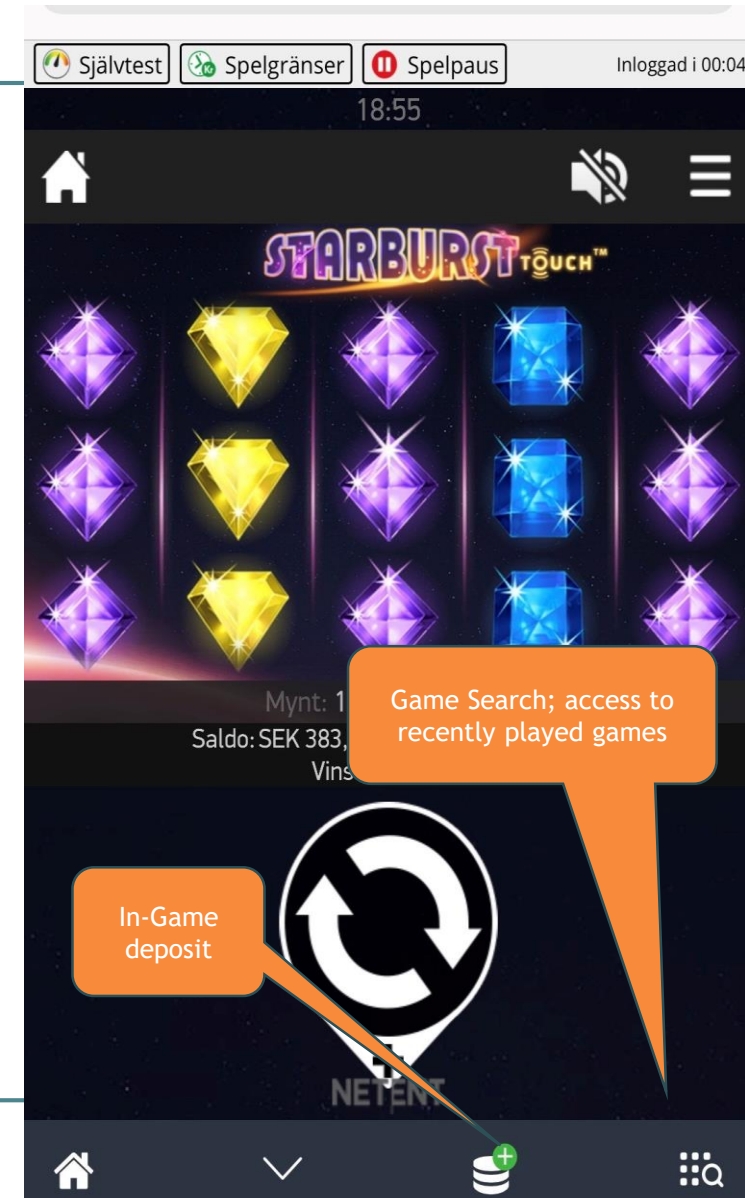 Självtest Spelgränser Spelpaus Inloggad i 00:04
18:55
STARBURST TOUCH™
Mynt: 1
Saldo: SEK 383,
Game Search; access to
recently played games
In-Game
deposit
NETENT